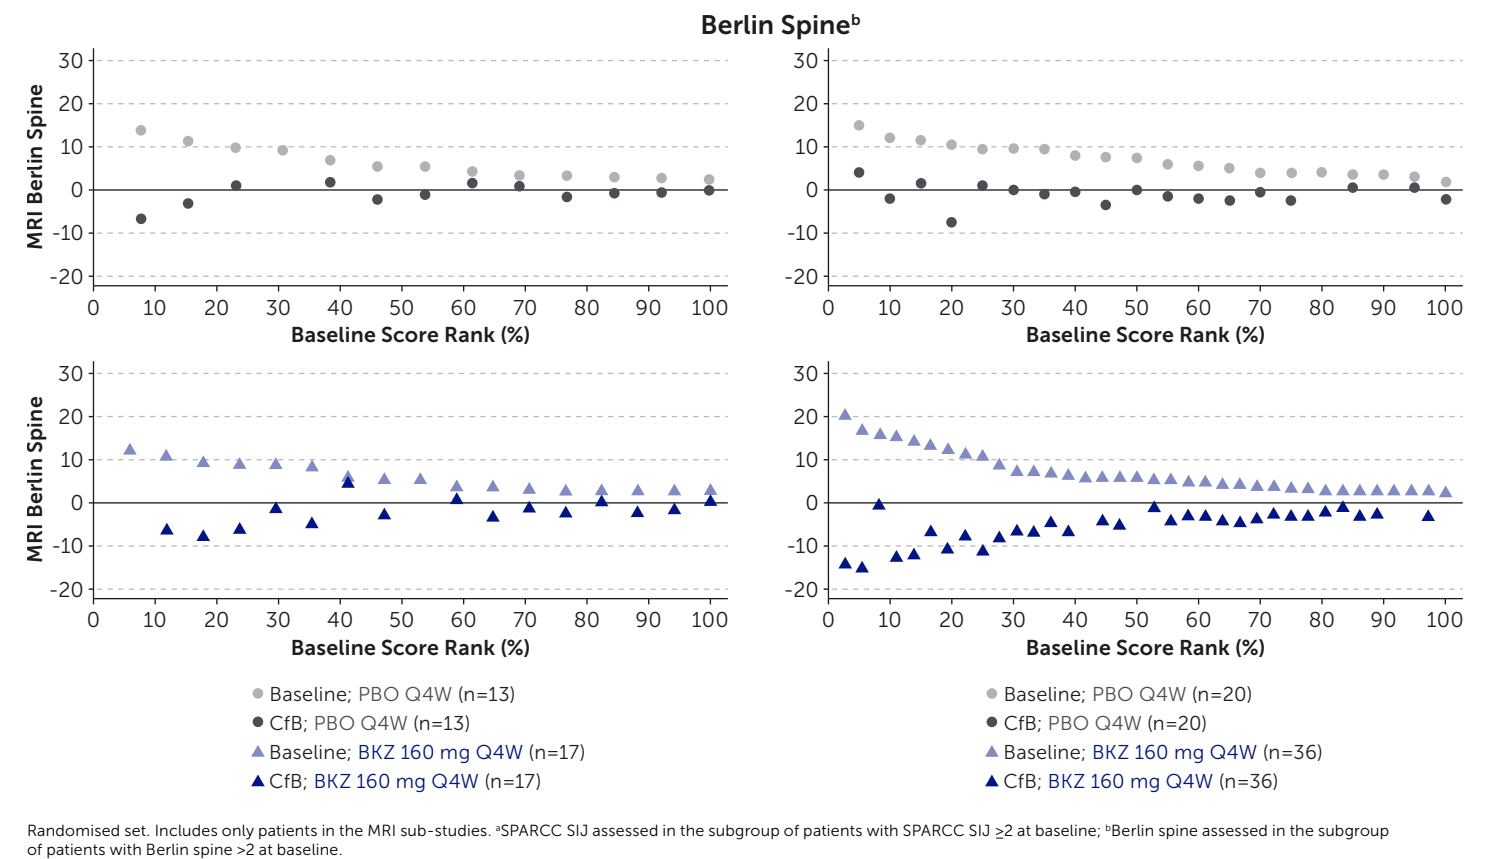 Berlin Spineᵇ
MRI Berlin Spine
30
20
10
0
-10
-20
0 10 20 30 40 50 60 70 80 90 100
Baseline Score Rank (%)
30
20
10
0
-10
-20
0 10 20 30 40 50 60 70 80 90 100
Baseline Score Rank (%)
MRI Berlin Spine
30
20
10
0
-10
-20
0 10 20 30 40 50 60 70 80 90 100
Baseline Score Rank (%)
30
20
10
0
-10
-20
0 10 20 30 40 50 60 70 80 90 100
Baseline Score Rank (%)
Baseline; PBO Q4W (n=13)
CfB; PBO Q4W (n=13)
Baseline; BKZ 160 mg Q4W (n=17)
CfB; BKZ 160 mg Q4W (n=17)
Baseline; PBO Q4W (n=20)
CfB; PBO Q4W (n=20)
Baseline; BKZ 160 mg Q4W (n=36)
CfB; BKZ 160 mg Q4W (n=36)
Randomised set. Includes only patients in the MRI sub-studies. ᵃSPARCC SIJ assessed in the subgroup of patients with SPARCC SIJ ≥2 at baseline; ᵇBerlin spine assessed in the subgroup
of patients with Berlin spine >2 at baseline.